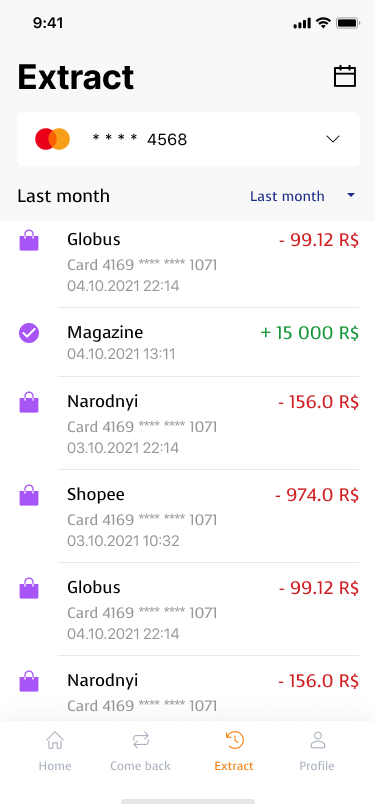 9:41
Extract
* * * * 4568
Last month Last month
Globus - 99.12 R$
Card 4169 **** **** 1071
04.10.2021 22:14
Magazine + 15 000 R$
04.10.2021 13:11
Narodnyi - 156.0 R$
Card 4169 **** **** 1071
03.10.2021 22:14
Shopee - 974.0 R$
Card 4169 **** **** 1071
03.10.2021 10:32
Globus - 99.12 R$
Card 4169 **** **** 1071
04.10.2021 22:14
Narodnyi - 156.0 R$
Card 4169 **** **** 1071
Home Come back Extract Profile